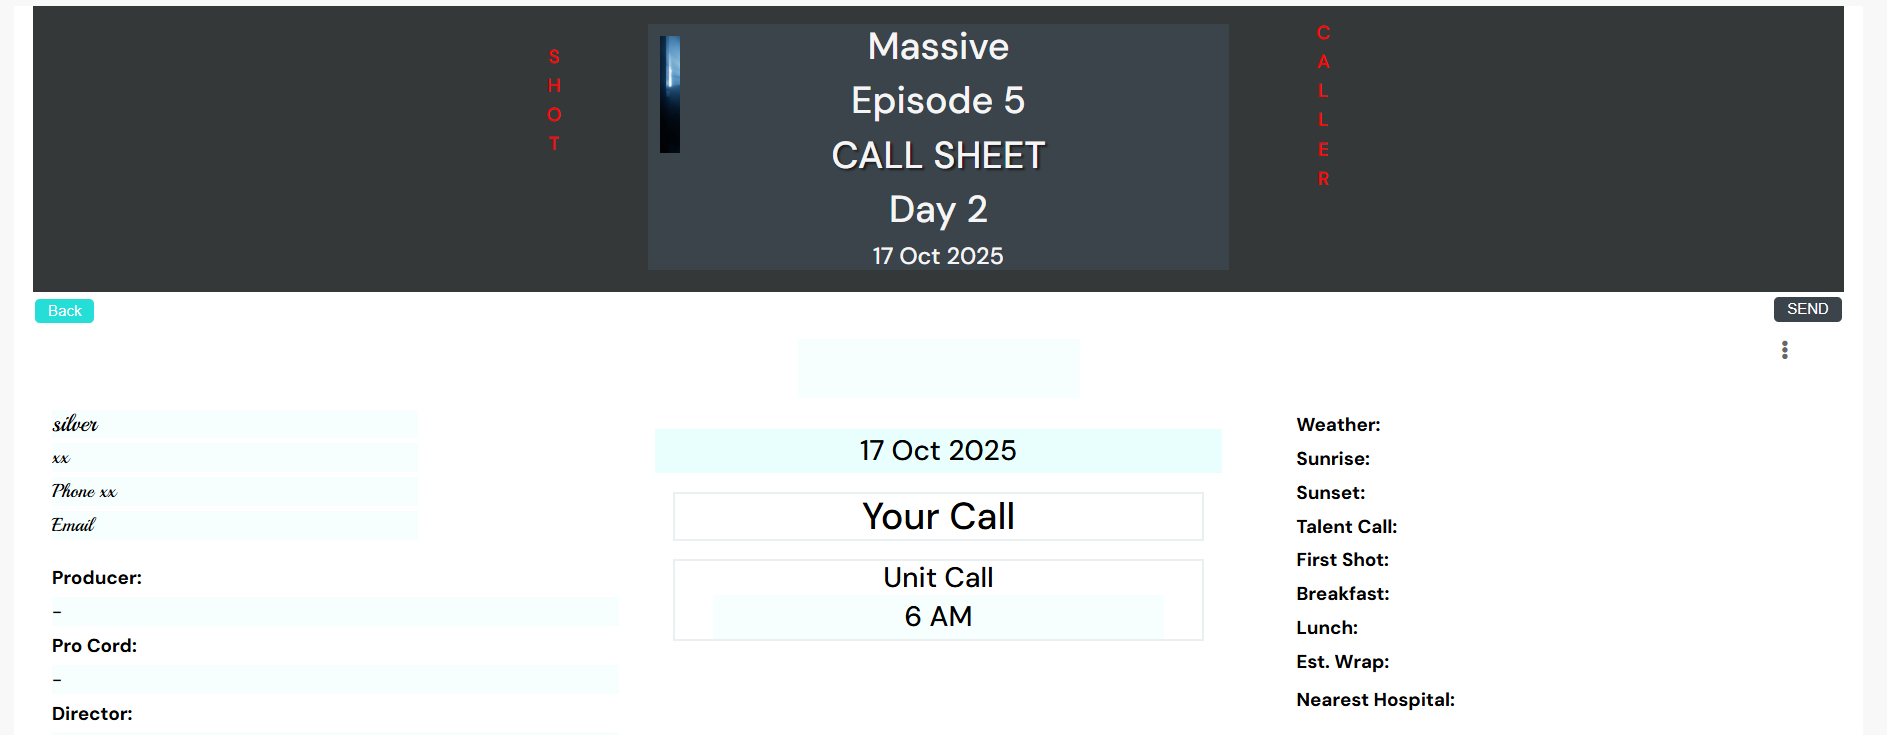 SHOT
Massive
Episode 5
CALL SHEET
Day 2
17 Oct 2025
CALLER
Back
SEND
silver
xx
Phone xx
Email
Producer:
-
Pro Cord:
-
Director:
17 Oct 2025
Your Call
Unit Call
6 AM
Weather:
Sunrise:
Sunset:
Talent Call:
First Shot:
Breakfast:
Lunch:
Est. Wrap:
Nearest Hospital: